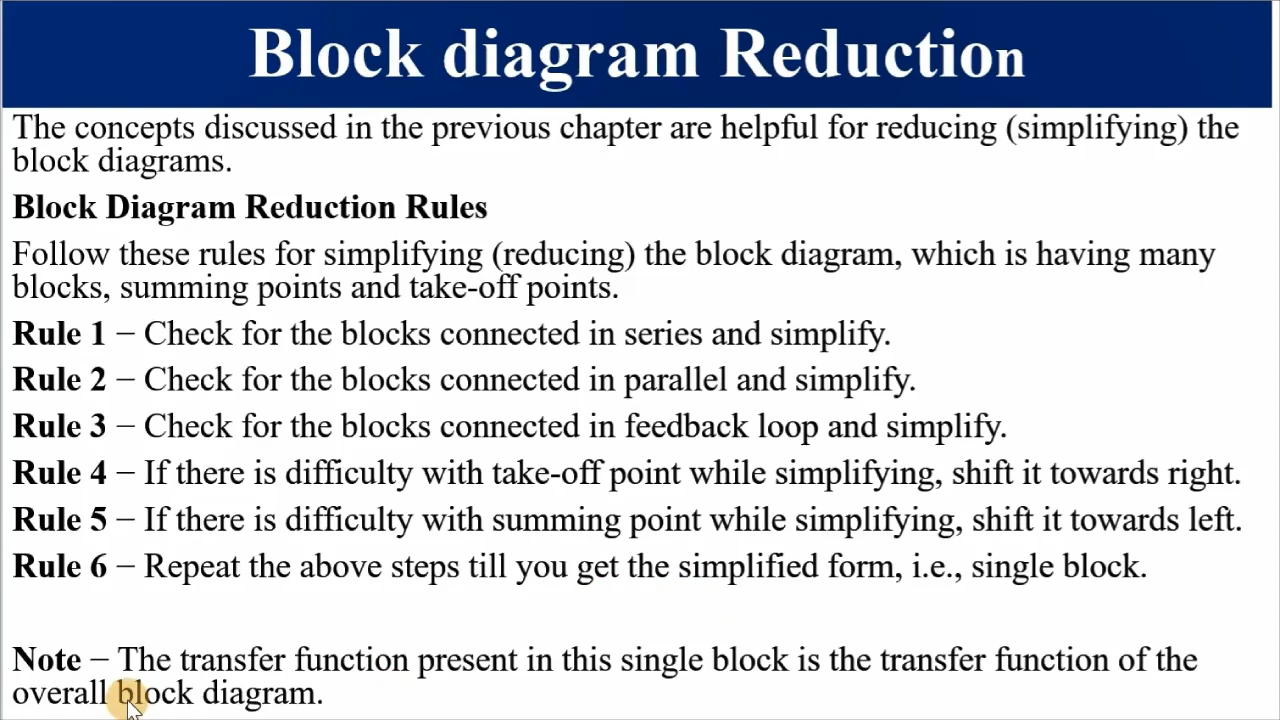 Block diagram Reduction
The concepts discussed in the previous chapter are helpful for reducing (simplifying) the
block diagrams.
Block Diagram Reduction Rules
Follow these rules for simplifying (reducing) the block diagram, which is having many
blocks, summing points and take-off points.
Rule 1 − Check for the blocks connected in series and simplify.
Rule 2 − Check for the blocks connected in parallel and simplify.
Rule 3 − Check for the blocks connected in feedback loop and simplify.
Rule 4 − If there is difficulty with take-off point while simplifying, shift it towards right.
Rule 5 − If there is difficulty with summing point while simplifying, shift it towards left.
Rule 6 − Repeat the above steps till you get the simplified form, i.e., single block.
Note − The transfer function present in this single block is the transfer function of the
overall block diagram.